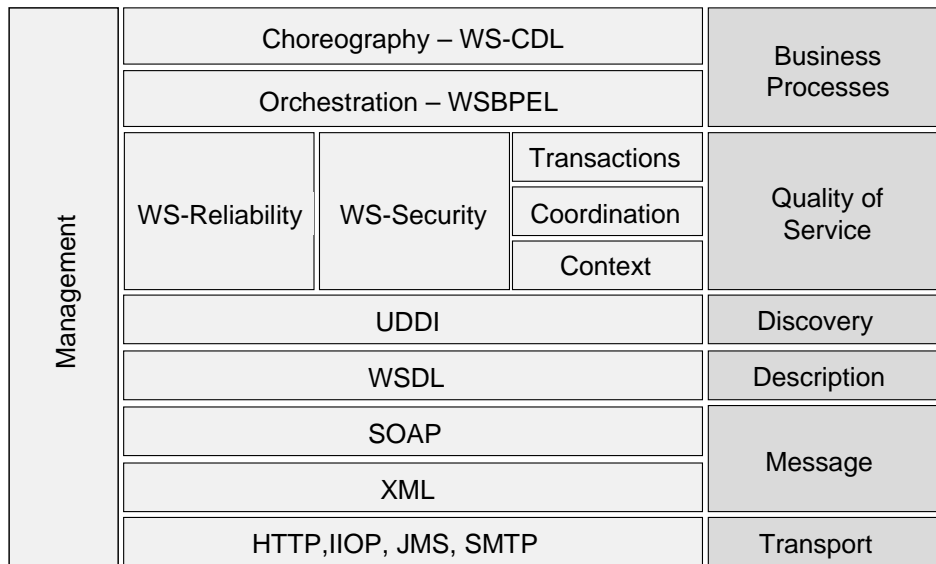 Management
Choreography – WS-CDL
Orchestration – WSBPEL
Business
Processes
WS-Reliability
WS-Security
Transactions
Coordination
Context
Quality of
Service
UDDI
Discovery
WSDL
Description
SOAP
XML
Message
HTTP,IIOP, JMS, SMTP
Transport